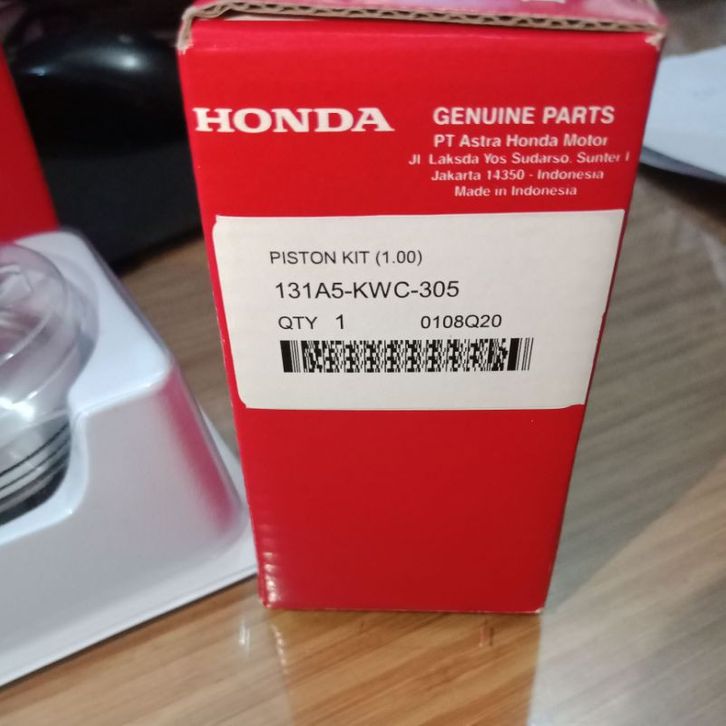 HONDA
GENUINE PARTS
PT Astra Honda Motor
Jl Laksda Yos Sudarso. Sunter I
Jakarta 14350 - Indonesia
Made in Indonesia
PISTON KIT (1.00)
131A5-KWC-305
QTY 1 0108Q20